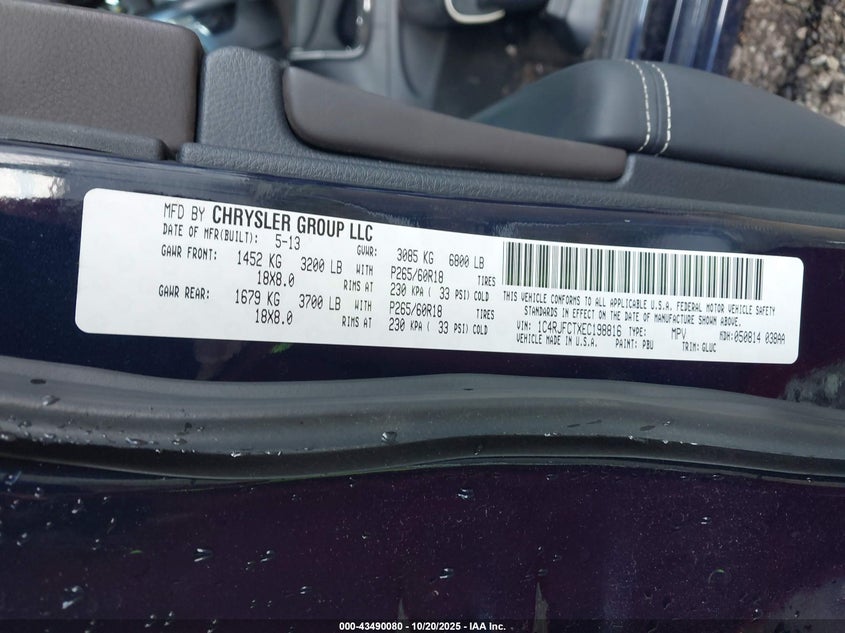 MFD BY CHRYSLER GROUP LLC
DATE OF MFR(BUILT): 5-13 GVWR: 3085 KG 6800 LB
GAWR FRONT: 1452 KG 3200 LB WITH P265/60R18 TIRES
18X8.0 RIMS AT 230 KPA ( 33 PSI) COLD
GAWR REAR: 1679 KG 3700 LB WITH P265/60R18 TIRES
18X8.0 RIMS AT 230 KPA ( 33 PSI) COLD
THIS VEHICLE CONFORMS TO ALL APPLICABLE U.S.A. FEDERAL MOTOR VEHICLE SAFETY
STANDARDS IN EFFECT ON THE DATE OF MANUFACTURE SHOWN ABOVE.
VIN: 1C4RJFCTXEC198816 TYPE: MPV MDH:050814 038AA
VEHICLE MADE IN U.S.A. PAINT: PBU TRIM: GLUC
000-43490080 - 10/20/2025 - IAA Inc.